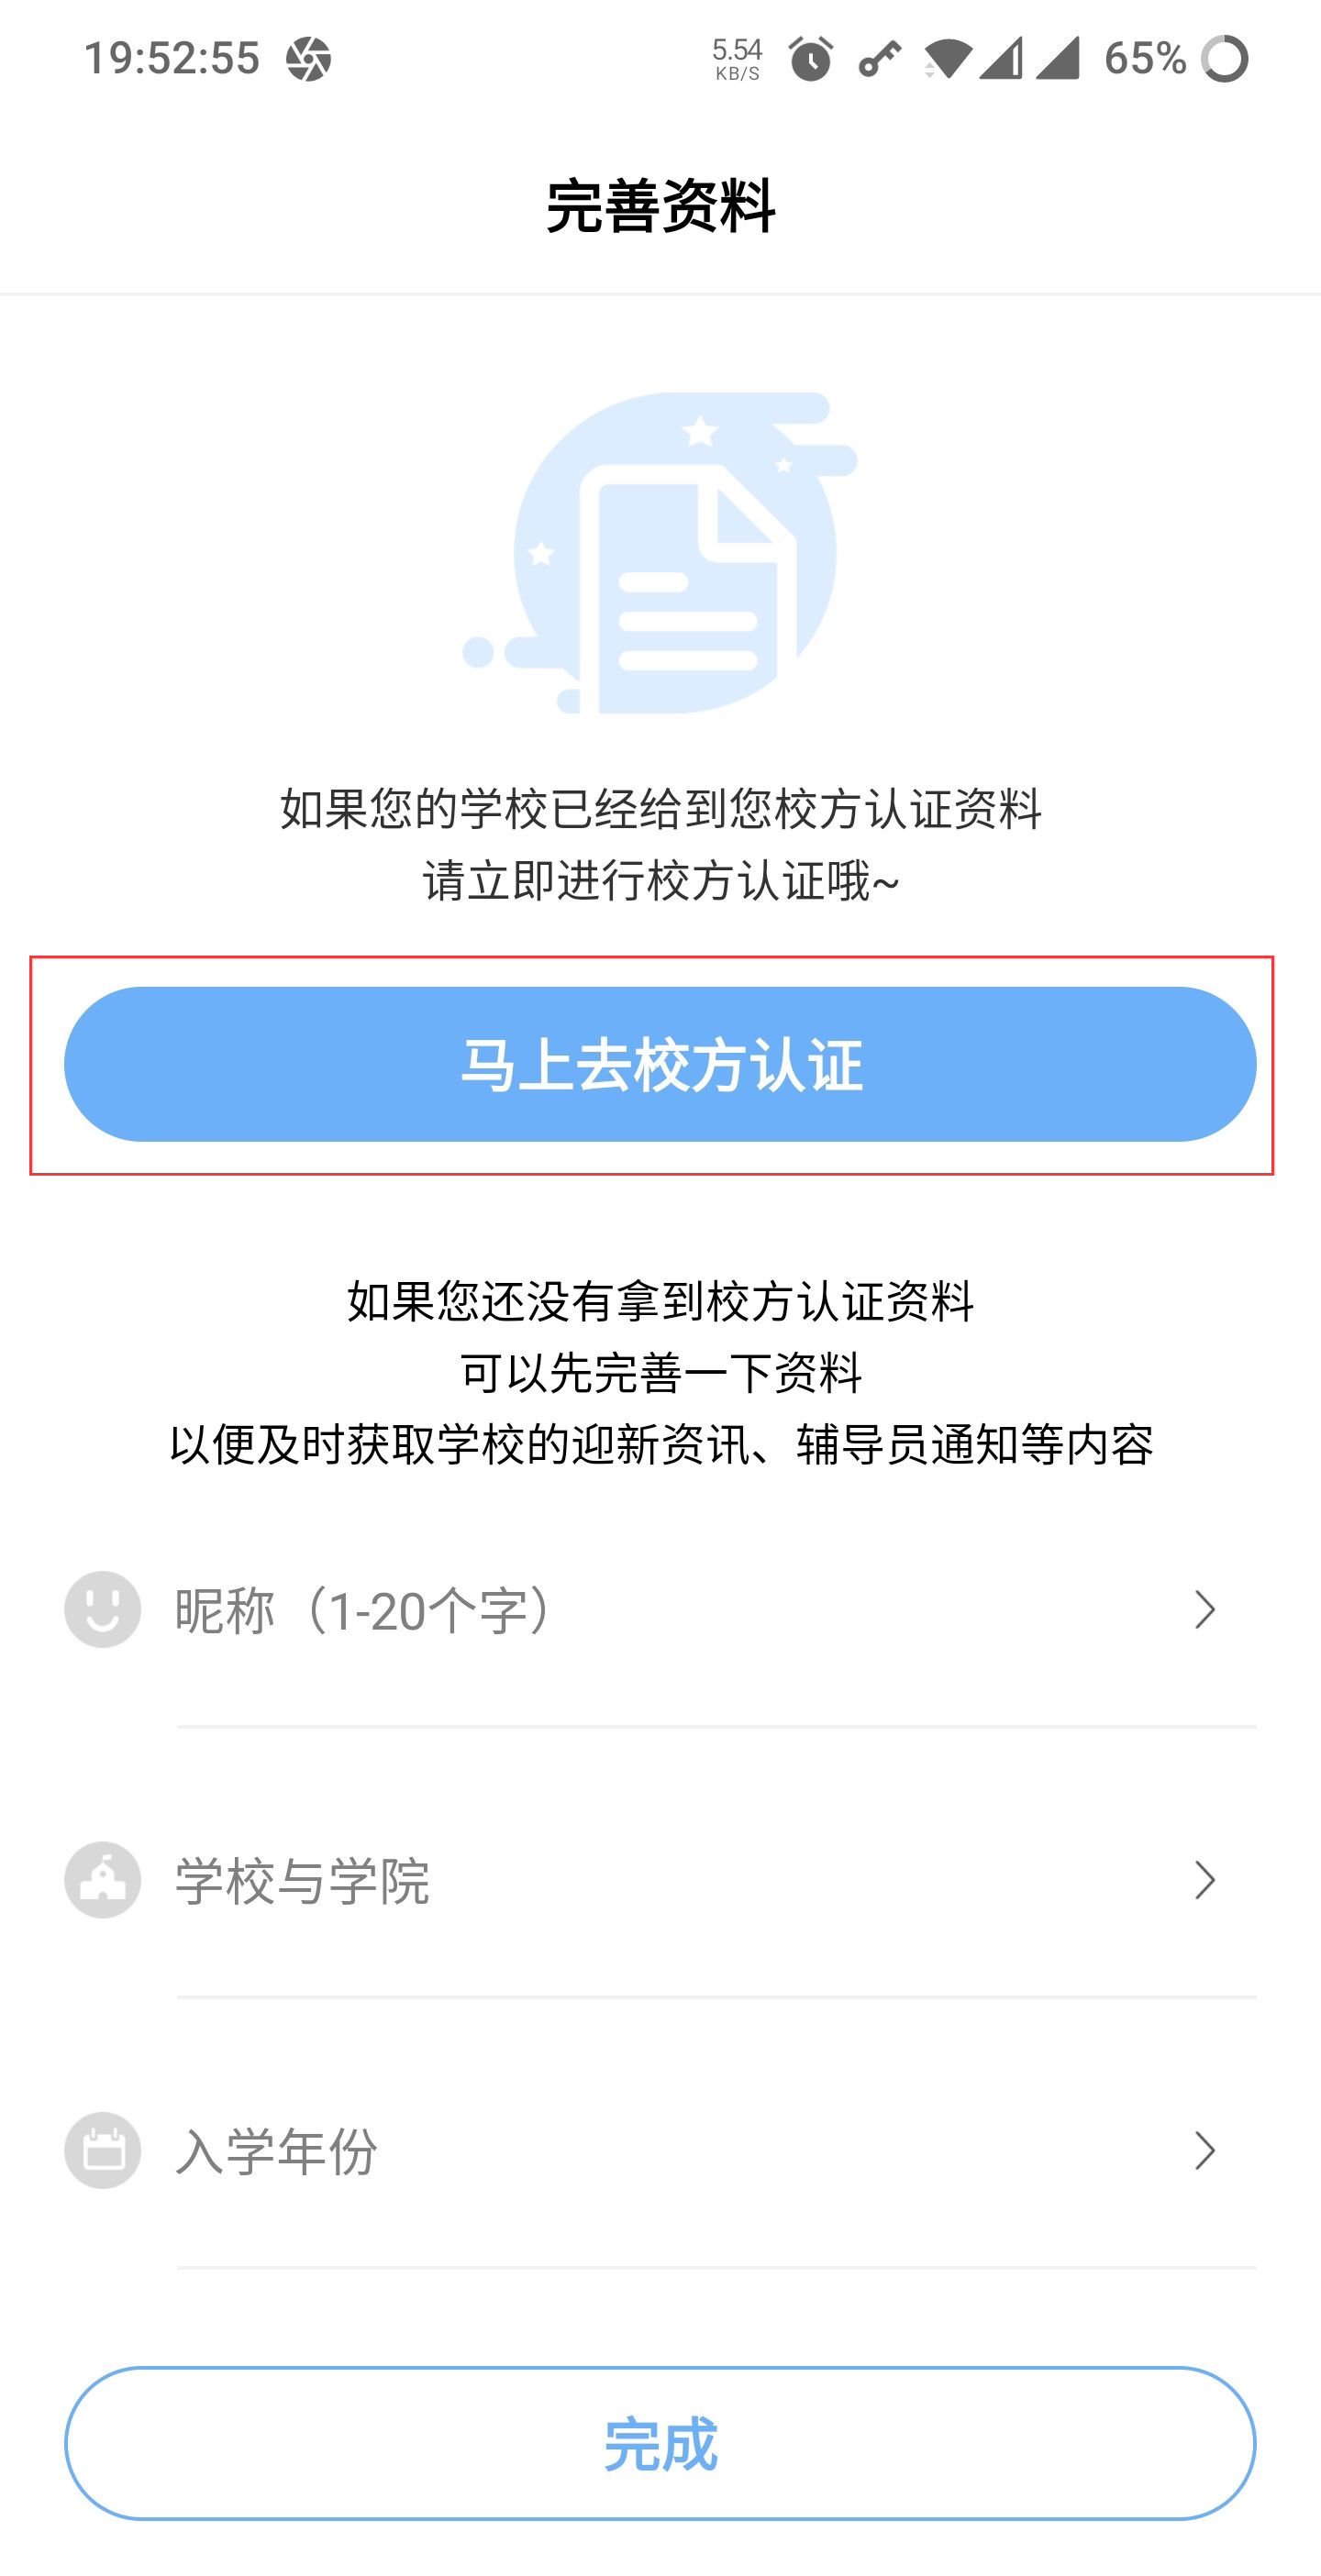 19:52:55
5.54
KB/S
65%
完善资料
如果您的学校已经给到您校方认证资料
请立即进行校方认证哦~
马上去校方认证
如果您还没有拿到校方认证资料
可以先完善一下资料
以便及时获取学校的迎新资讯、辅导员通知等内容
昵称（1-20个字）
学校与学院
入学年份
完成